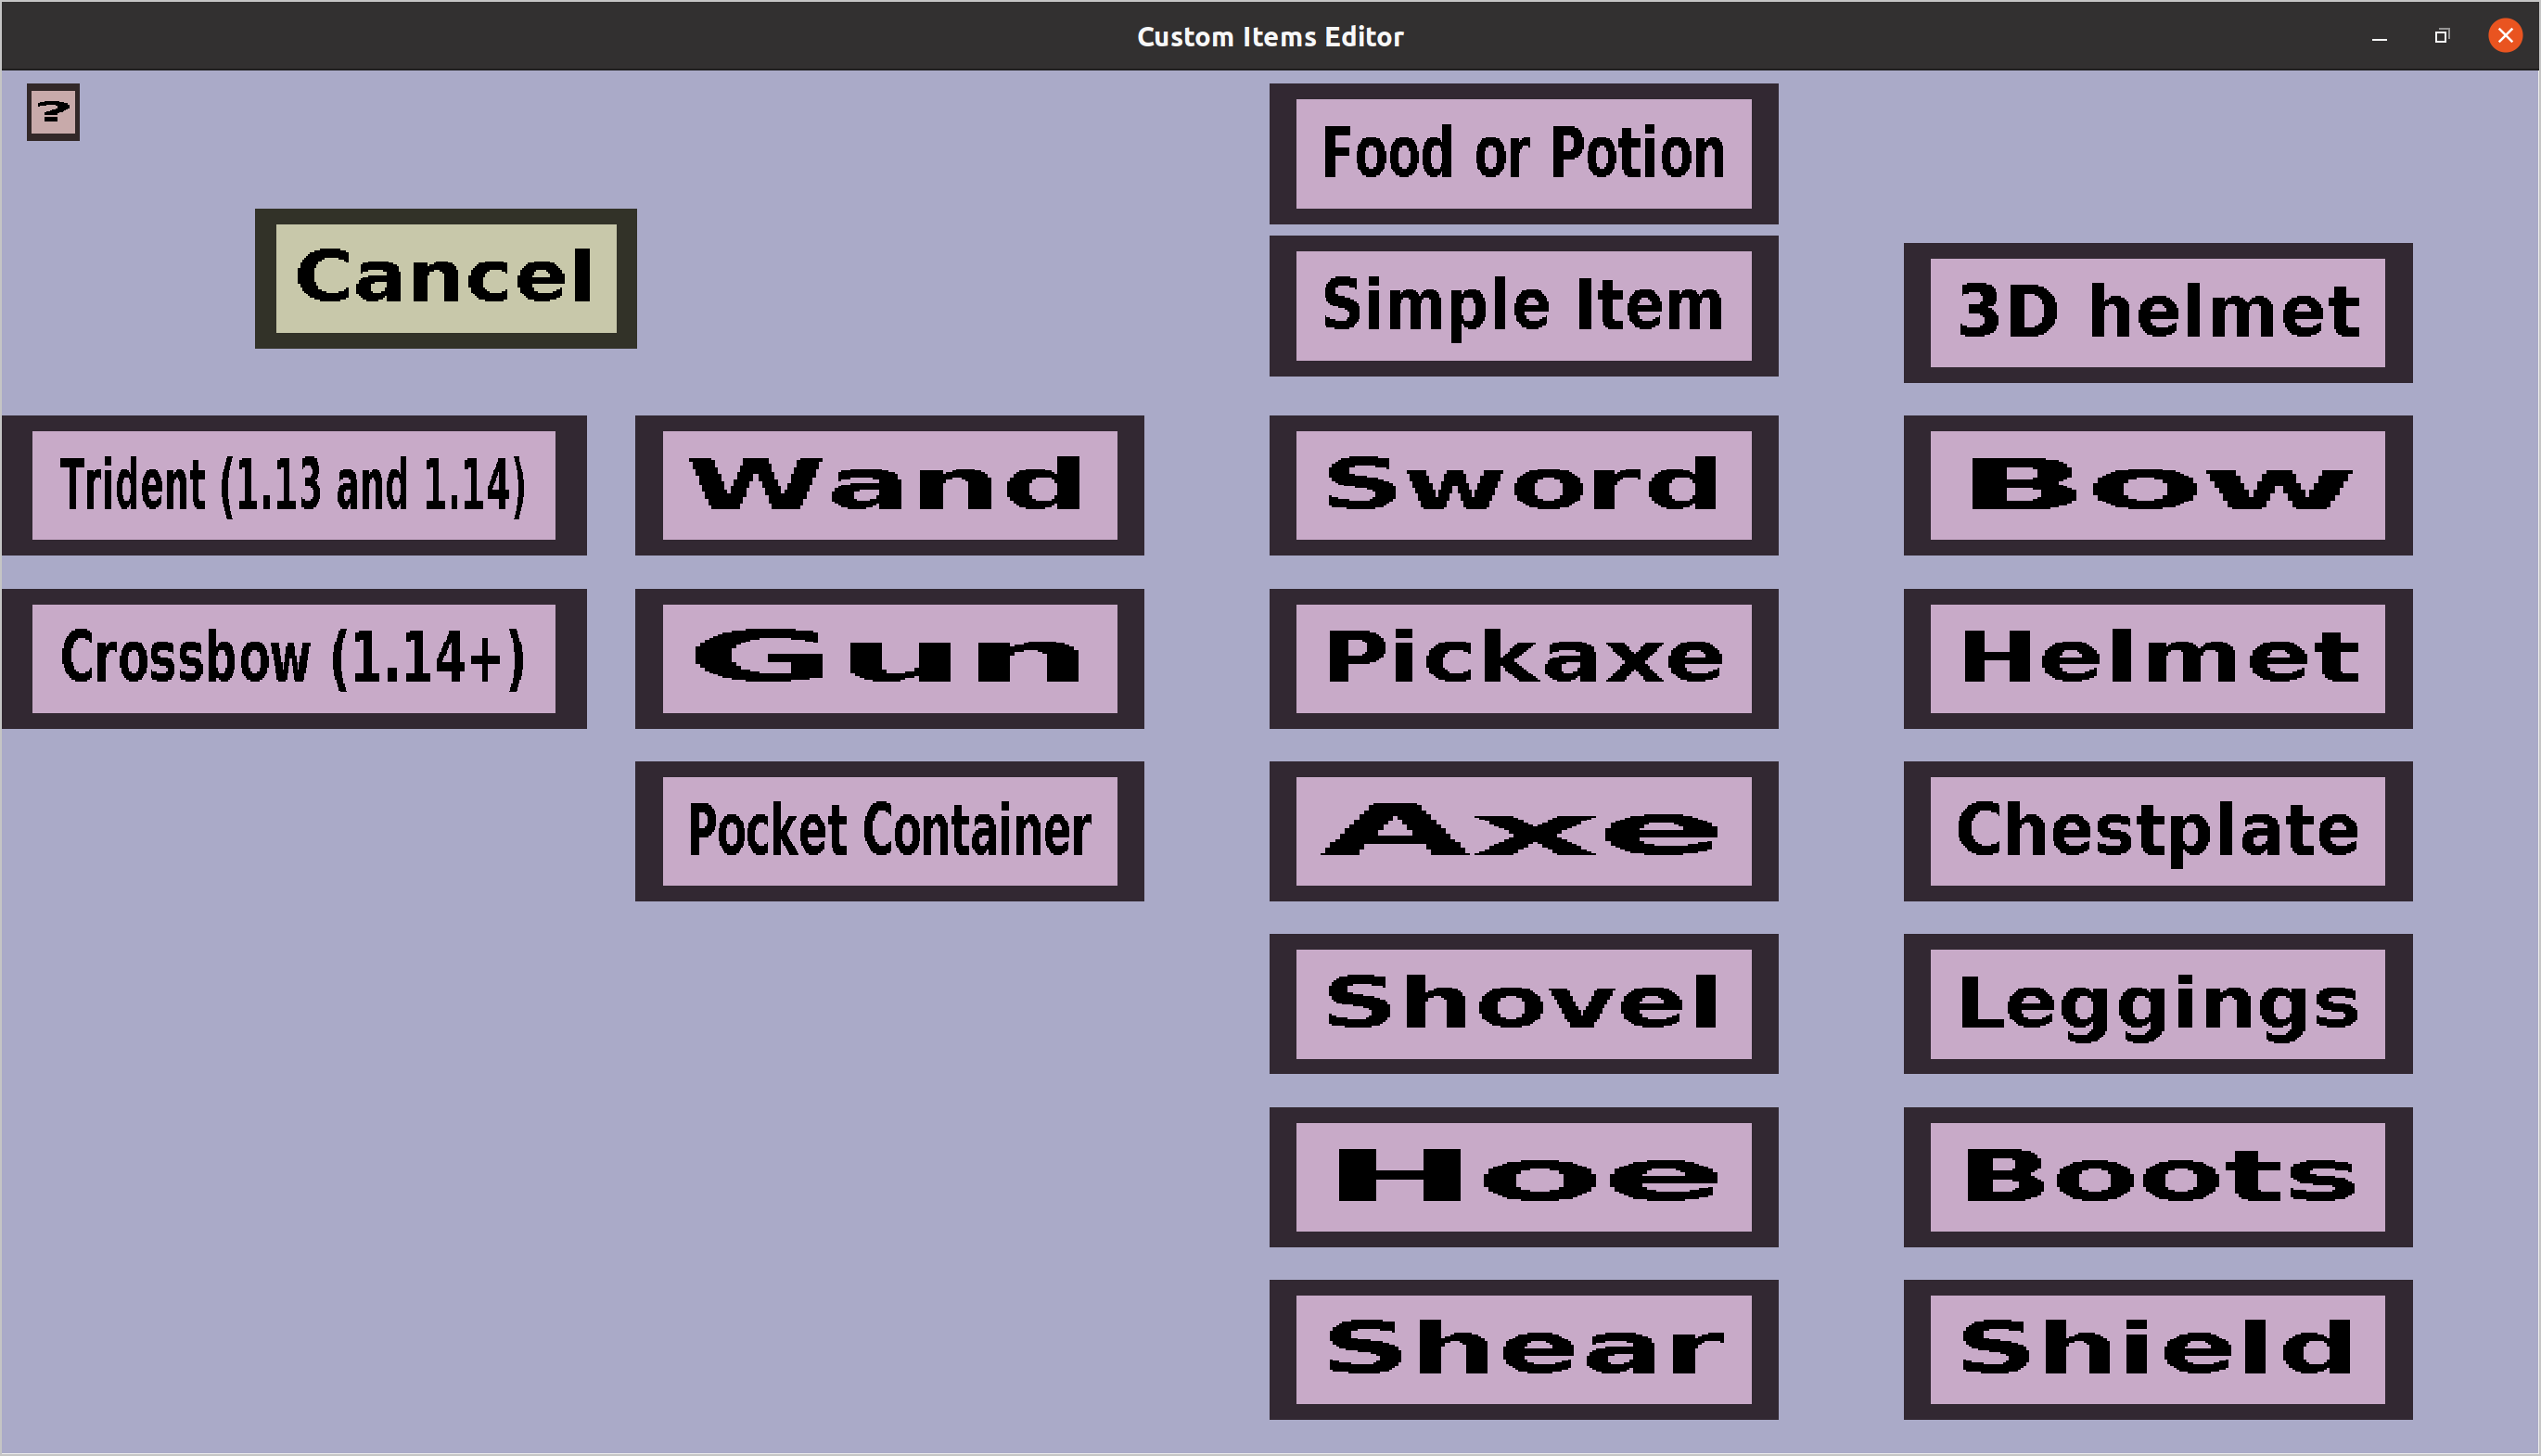 Custom Items Editor
?
Food or Potion
Cancel
Simple Item
3D helmet
Trident (1.13 and 1.14)
Wand
Sword
Bow
Crossbow (1.14+)
Gun
Pickaxe
Helmet
Pocket Container
Axe
Chestplate
Shovel
Leggings
Hoe
Boots
Shear
Shield